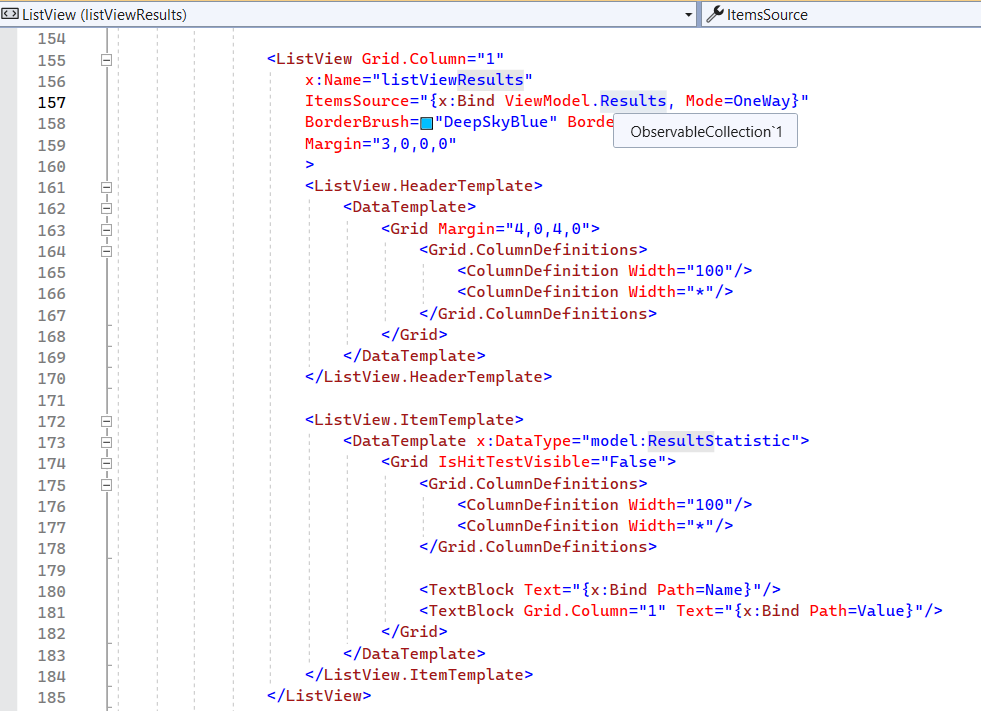 ListView (listViewResults)
ItemsSource
154
155 <ListView Grid.Column="1"
156 x:Name="listViewResults"
157 ItemsSource="{x:Bind ViewModel.Results, Mode=OneWay}"
158 BorderBrush="DeepSkyBlue" Borde
ObservableCollection`1
159 Margin="3,0,0,0"
160 >
161 <ListView.HeaderTemplate>
162 <DataTemplate>
163 <Grid Margin="4,0,4,0">
164 <Grid.ColumnDefinitions>
165 <ColumnDefinition Width="100"/>
166 <ColumnDefinition Width="*"/>
167 </Grid.ColumnDefinitions>
168 </Grid>
169 </DataTemplate>
170 </ListView.HeaderTemplate>
171
172 <ListView.ItemTemplate>
173 <DataTemplate x:DataType="model:ResultStatistic">
174 <Grid IsHitTestVisible="False">
175 <Grid.ColumnDefinitions>
176 <ColumnDefinition Width="100"/>
177 <ColumnDefinition Width="*"/>
178 </Grid.ColumnDefinitions>
179
180 <TextBlock Text="{x:Bind Path=Name}"/>
181 <TextBlock Grid.Column="1" Text="{x:Bind Path=Value}"/>
182 </Grid>
183 </DataTemplate>
184 </ListView.ItemTemplate>
185 </ListView>